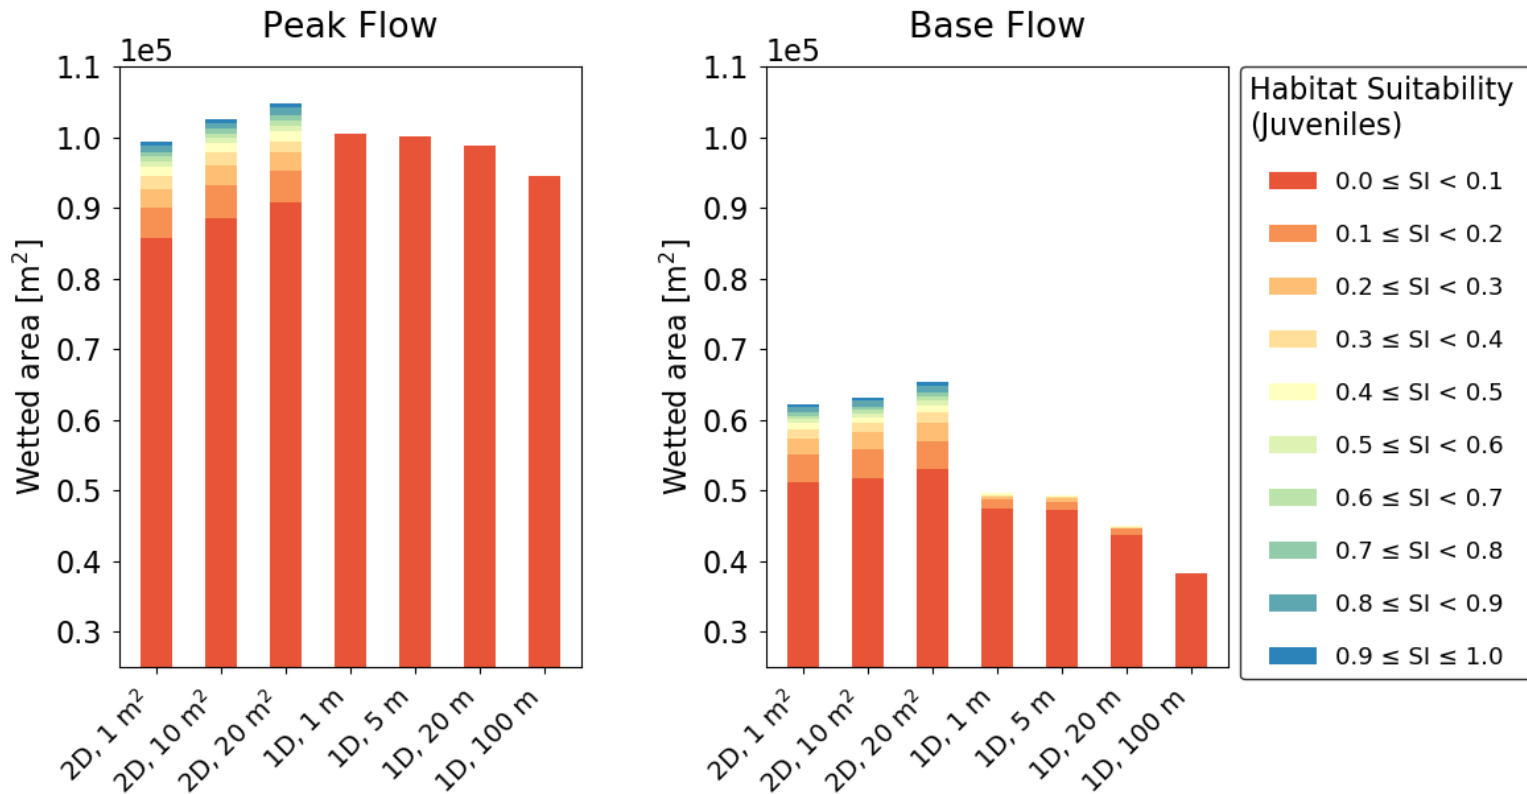 Peak Flow
1e5
1.1
1.0
0.9
0.8
0.7
0.6
0.5
0.4
0.3
Wetted area [m²]
2D, 1 m²
2D, 10 m²
2D, 20 m²
1D, 1 m
1D, 5 m
1D, 20 m
1D, 100 m
Base Flow
1e5
1.1
1.0
0.9
0.8
0.7
0.6
0.5
0.4
0.3
Wetted area [m²]
2D, 1 m²
2D, 10 m²
2D, 20 m²
1D, 1 m
1D, 5 m
1D, 20 m
1D, 100 m
Habitat Suitability
(Juveniles)
0.0 ≤ SI < 0.1
0.1 ≤ SI < 0.2
0.2 ≤ SI < 0.3
0.3 ≤ SI < 0.4
0.4 ≤ SI < 0.5
0.5 ≤ SI < 0.6
0.6 ≤ SI < 0.7
0.7 ≤ SI < 0.8
0.8 ≤ SI < 0.9
0.9 ≤ SI ≤ 1.0